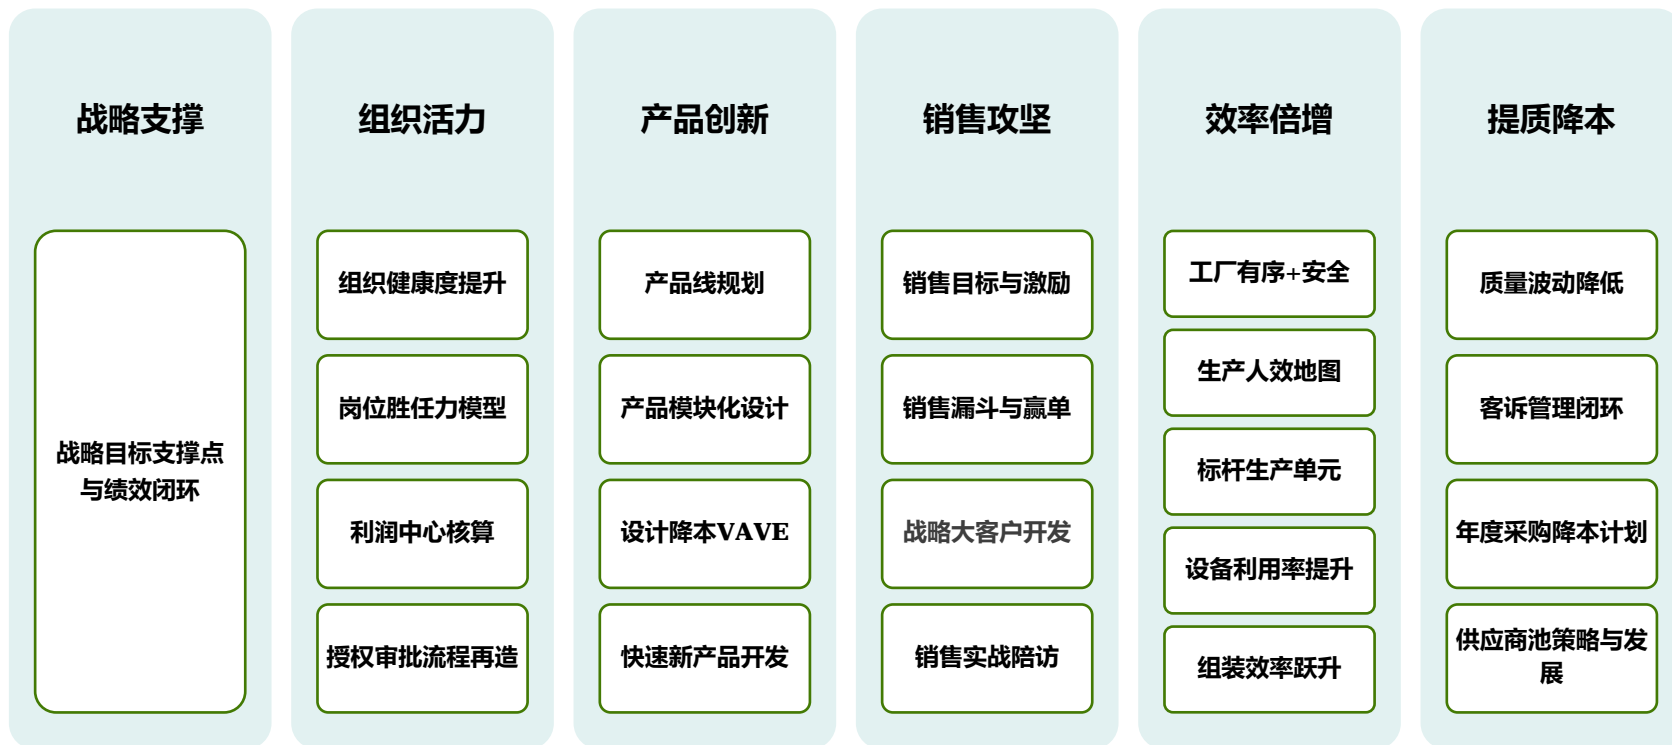 战略支撑
战略目标支撑点
与绩效闭环
组织活力
组织健康度提升
岗位胜任力模型
利润中心核算
授权审批流程再造
产品创新
产品线规划
产品模块化设计
设计降本VAVE
快速新产品开发
销售攻坚
销售目标与激励
销售漏斗与赢单
战略大客户开发
销售实战陪访
效率倍增
工厂有序+安全
生产人效地图
标杆生产单元
设备利用率提升
组装效率跃升
提质降本
质量波动降低
客诉管理闭环
年度采购降本计划
供应商池策略与发
展